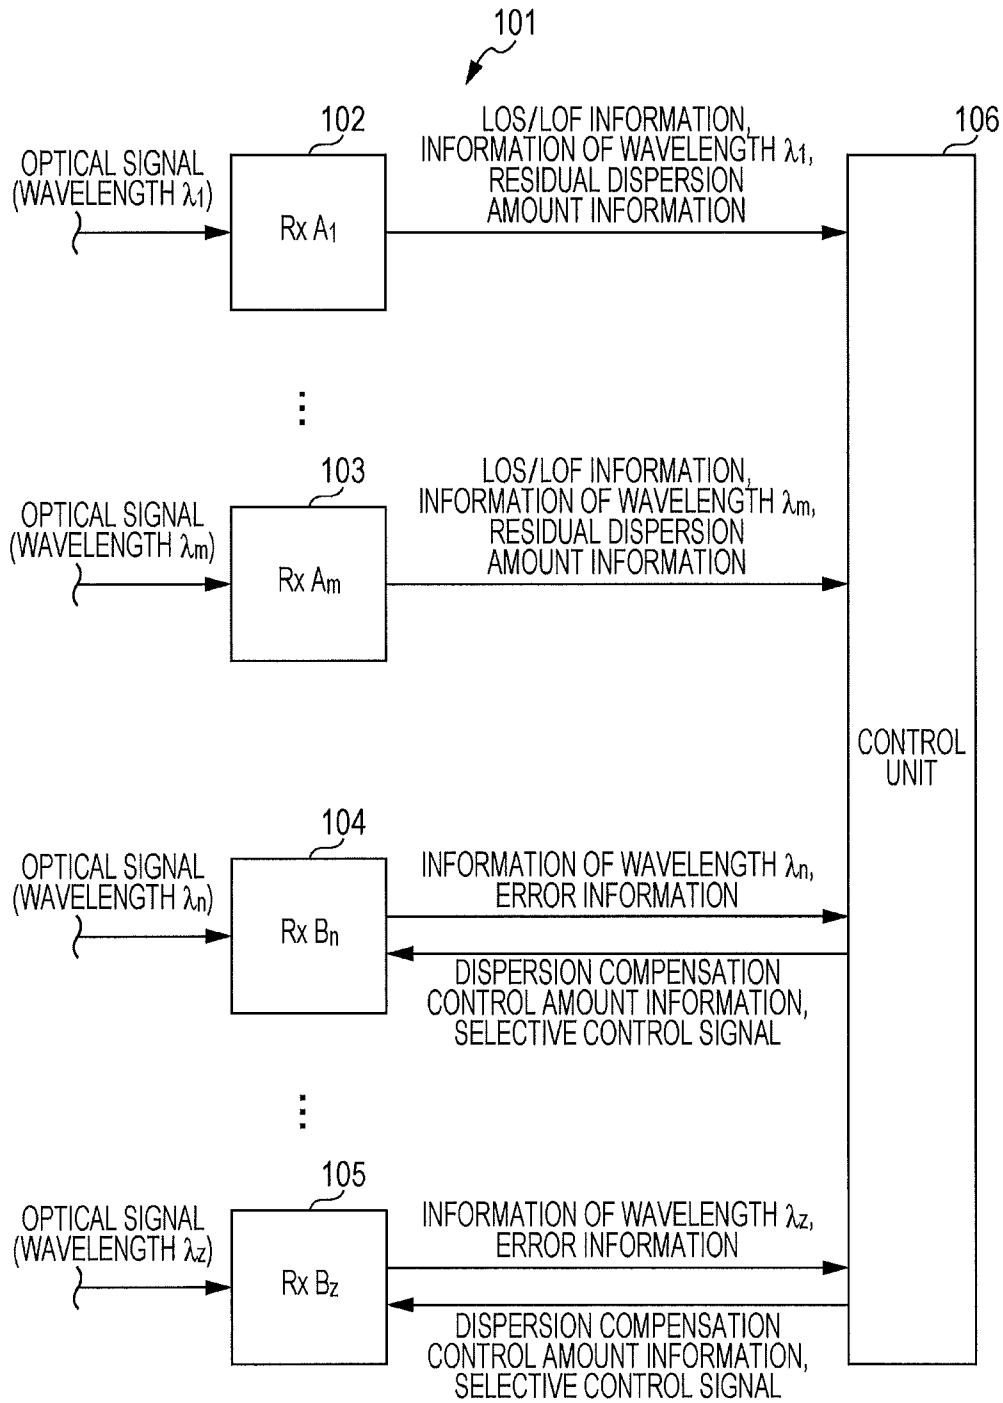 101
102
LOS/LOF INFORMATION,
INFORMATION OF WAVELENGTH λ1,
RESIDUAL DISPERSION
AMOUNT INFORMATION
106
OPTICAL SIGNAL
(WAVELENGTH λ1)
Rx A1
103
LOS/LOF INFORMATION,
INFORMATION OF WAVELENGTH λm,
RESIDUAL DISPERSION
AMOUNT INFORMATION
OPTICAL SIGNAL
(WAVELENGTH λm)
Rx Am
CONTROL
UNIT
104
OPTICAL SIGNAL
(WAVELENGTH λn)
Rx Bn
INFORMATION OF WAVELENGTH λn,
ERROR INFORMATION
DISPERSION COMPENSATION
CONTROL AMOUNT INFORMATION,
SELECTIVE CONTROL SIGNAL
105
OPTICAL SIGNAL
(WAVELENGTH λz)
Rx Bz
INFORMATION OF WAVELENGTH λz,
ERROR INFORMATION
DISPERSION COMPENSATION
CONTROL AMOUNT INFORMATION,
SELECTIVE CONTROL SIGNAL